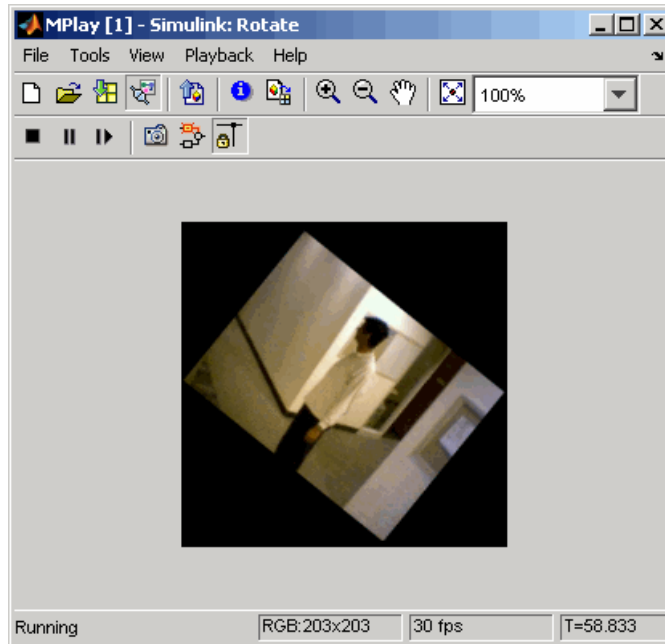 MPlay [1] - Simulink: Rotate
File Tools View Playback Help
100%
Running RGB:203x203 30 fps T=58.833